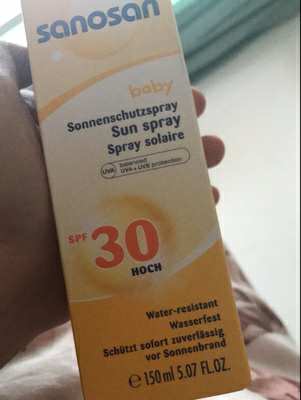 sanosan
baby
Sonnenschutzspray
Sun spray
Spray solaire
UVA balanced
UVA + UVB protection
SPF 30
HOCH
Water-resistant
Wasserfest
Schützt sofort zuverlässig
vor Sonnenbrand
℮ 150 ml 5.07 FL.OZ.